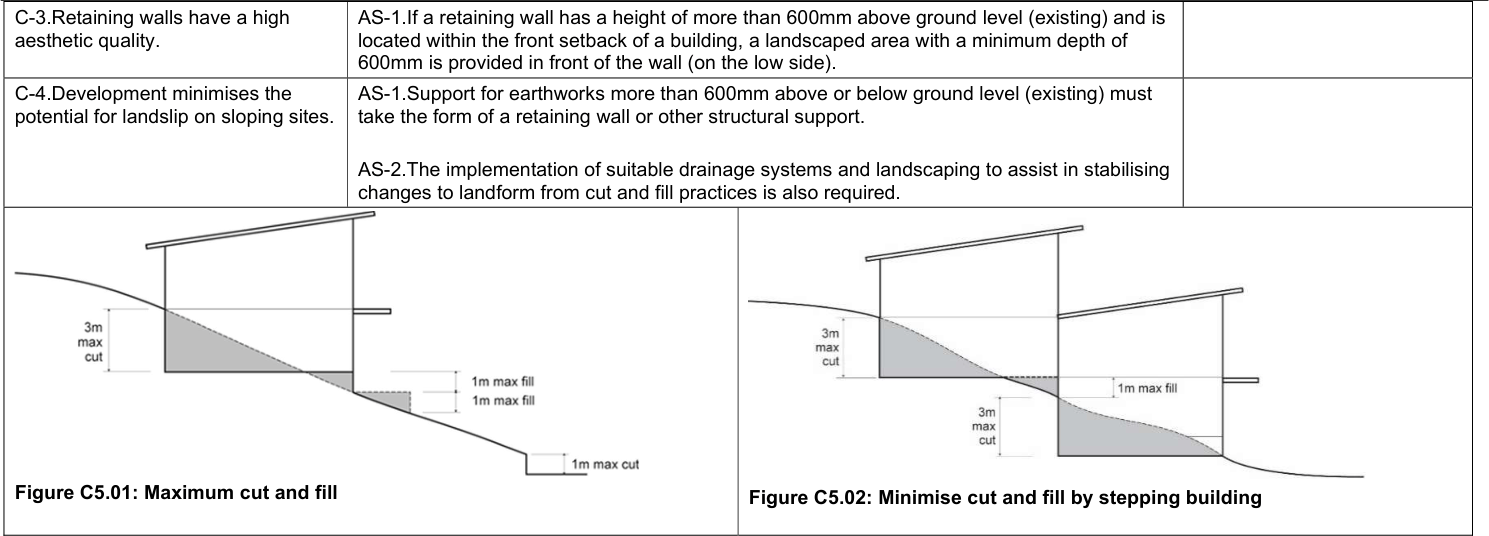 C-3.Retaining walls have a high
aesthetic quality.
AS-1.If a retaining wall has a height of more than 600mm above ground level (existing) and is
located within the front setback of a building, a landscaped area with a minimum depth of
600mm is provided in front of the wall (on the low side).
C-4.Development minimises the
potential for landslip on sloping sites.
AS-1.Support for earthworks more than 600mm above or below ground level (existing) must
take the form of a retaining wall or other structural support.
AS-2.The implementation of suitable drainage systems and landscaping to assist in stabilising
changes to landform from cut and fill practices is also required.
3m
max
cut
1m max fill
1m max fill
1m max cut
Figure C5.01: Maximum cut and fill
3m
max
cut
1m max fill
3m
max
cut
Figure C5.02: Minimise cut and fill by stepping building